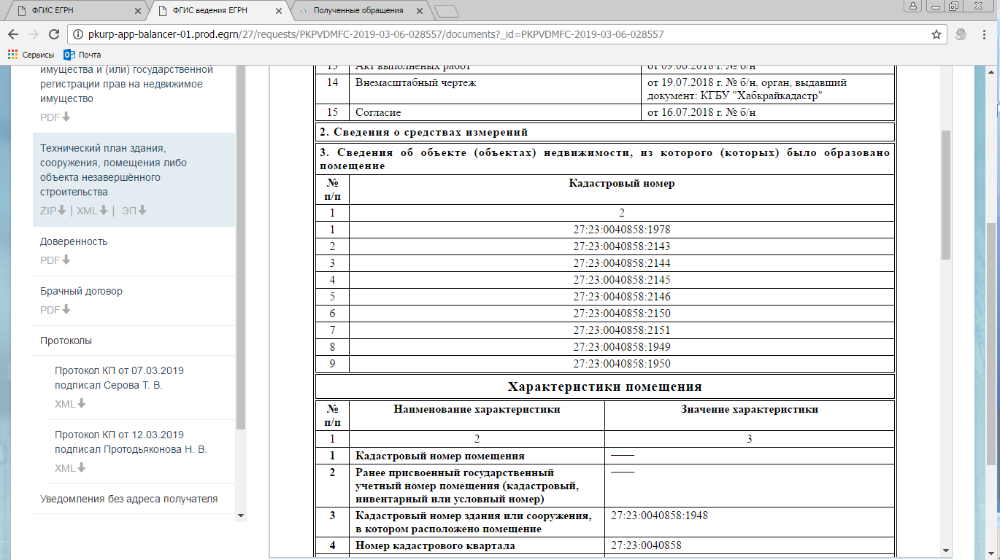 ФГИС ЕГРН
ФГИС ведения ЕГРН
Полученные обращения
pkurp-app-balancer-01.prod.egrn/27/requests/PKPVDMFC-2019-03-06-028557/documents?_id=PKPVDMFC-2019-03-06-028557
Сервисы
Почта
имущества и (или) государственной
регистрации прав на недвижимое
имущество
PDF
Технический план здания,
сооружения, помещения либо
объекта незавершённого
строительства
ZIP | XML | ЭП
Доверенность
PDF
Брачный договор
PDF
Протоколы
Протокол КП от 07.03.2019
подписал Серова Т. В.
XML
Протокол КП от 12.03.2019
подписал Протодьяконова Н. В.
XML
Уведомления без адреса получателя
13 Акт выполненых работ от 09.06.2018 г. № б/н
14 Внемасштабный чертеж от 19.07.2018 г. № б/н, орган, выдавший
документ: КГБУ "Хабкрайкадастр"
15 Согласие от 16.07.2018 г. № б/н
2. Сведения о средствах измерений
3. Сведения об объекте (объектах) недвижимости, из которого (которых) было образовано
помещение
№ Кадастровый номер
п/п
1 2
1 27:23:0040858:1978
2 27:23:0040858:2143
3 27:23:0040858:2144
4 27:23:0040858:2145
5 27:23:0040858:2146
6 27:23:0040858:2150
7 27:23:0040858:2151
8 27:23:0040858:1949
9 27:23:0040858:1950
Характеристики помещения
№ Наименование характеристики Значение характеристики
п/п
1 2 3
1 Кадастровый номер помещения ———
2 Ранее присвоенный государственный ———
учетный номер помещения (кадастровый,
инвентарный или условный номер)
3 Кадастровый номер здания или сооружения, 27:23:0040858:1948
в котором расположено помещение
4 Номер кадастрового квартала 27:23:0040858